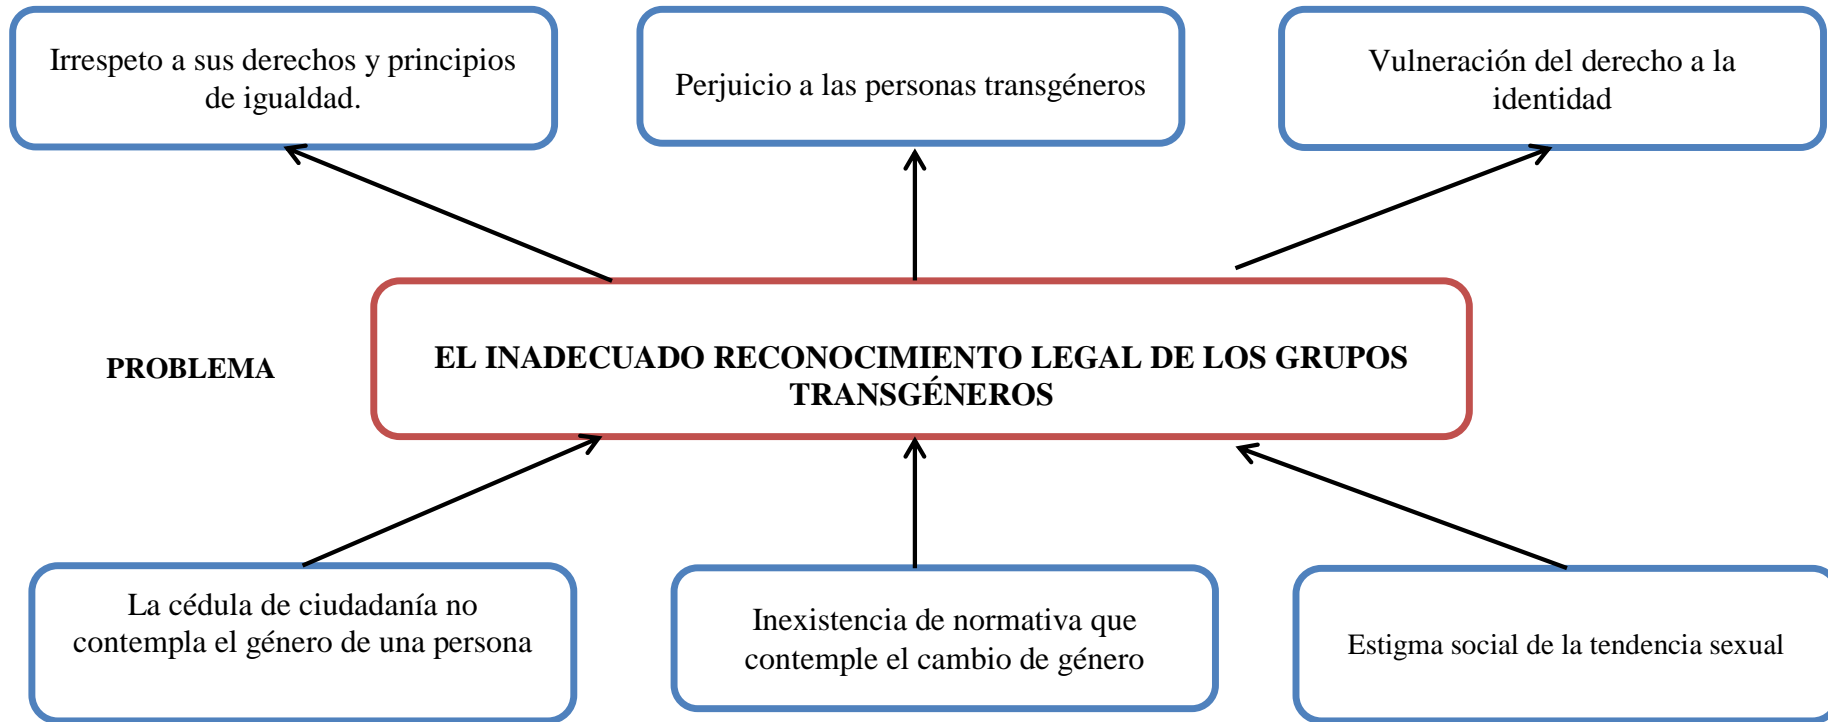 Irrespeto a sus derechos y principios
de igualdad.
Perjuicio a las personas transgéneros
Vulneración del derecho a la
identidad
PROBLEMA
EL INADECUADO RECONOCIMIENTO LEGAL DE LOS GRUPOS
TRANSGÉNEROS
La cédula de ciudadanía no
contempla el género de una persona
Inexistencia de normativa que
contemple el cambio de género
Estigma social de la tendencia sexual